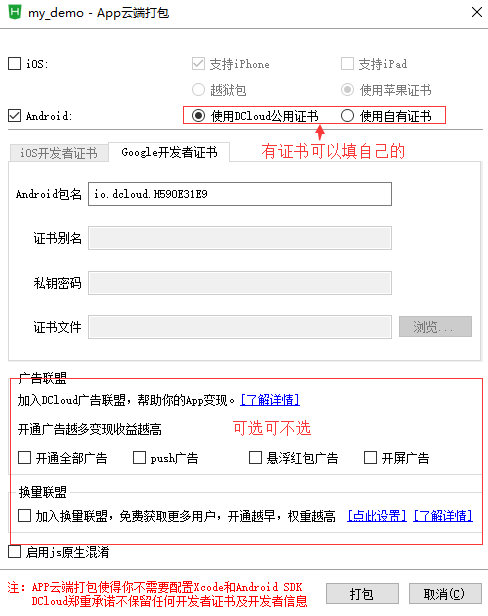 my_demo - App云端打包
iOS: 支持iPhone 支持iPad
越狱包 使用苹果证书
Android: 使用DCloud公用证书 使用自有证书
有证书可以填自己的
iOS开发者证书 Google开发者证书
Android包名 io.dcloud.H590E31E9
证书别名
私钥密码
证书文件 浏览...
广告联盟
加入DCloud广告联盟，帮助你的App变现。[了解详情]
开通广告越多变现收益越高 可选可不选
开通全部广告 push广告 悬浮红包广告 开屏广告
换量联盟
加入换量联盟，免费获取更多用户，开通越早，权重越高 [点此设置] [了解详情]
启用js原生混淆
注：APP云端打包使得你不需要配置Xcode和Android SDK
DCloud郑重承诺不保留任何开发者证书及开发者信息
打包 取消(C)